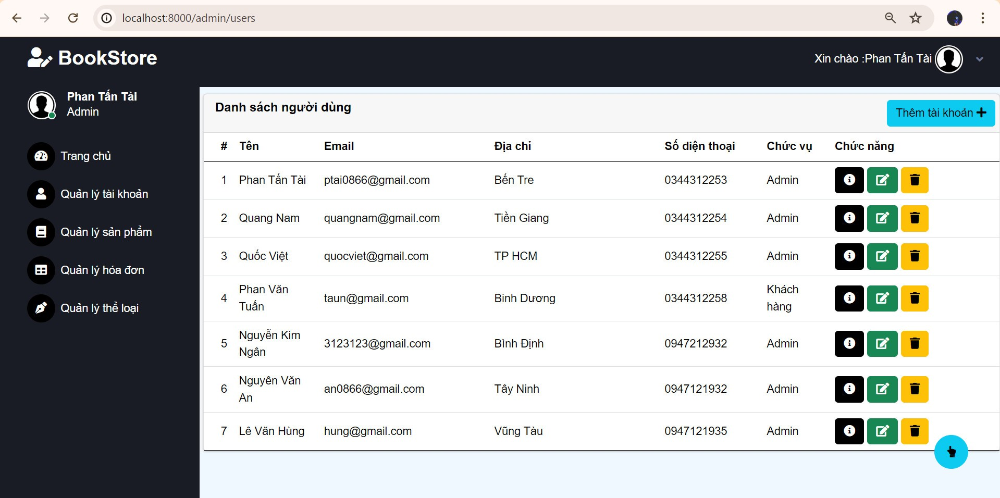 localhost:8000/admin/users
BookStore
Xin chào :Phan Tấn Tài
Phan Tấn Tài
Admin
Trang chủ
Quản lý tài khoản
Quản lý sản phẩm
Quản lý hóa đơn
Quản lý thể loại
Danh sách người dùng
Thêm tài khoản
# Tên Email Địa chỉ Số điện thoại Chức vụ Chức năng
1 Phan Tấn Tài ptai0866@gmail.com Bến Tre 0344312253 Admin
2 Quang Nam quangnam@gmail.com Tiền Giang 0344312254 Admin
3 Quốc Việt quocviet@gmail.com TP HCM 0344312255 Admin
4 Phan Văn Tuấn taun@gmail.com Binh Dương 0344312258 Khách hàng
5 Nguyễn Kim Ngân 3123123@gmail.com Bình Định 0947212932 Admin
6 Nguyên Văn An an0866@gmail.com Tây Ninh 0947121932 Admin
7 Lê Văn Hùng hung@gmail.com Vũng Tàu 0947121935 Admin